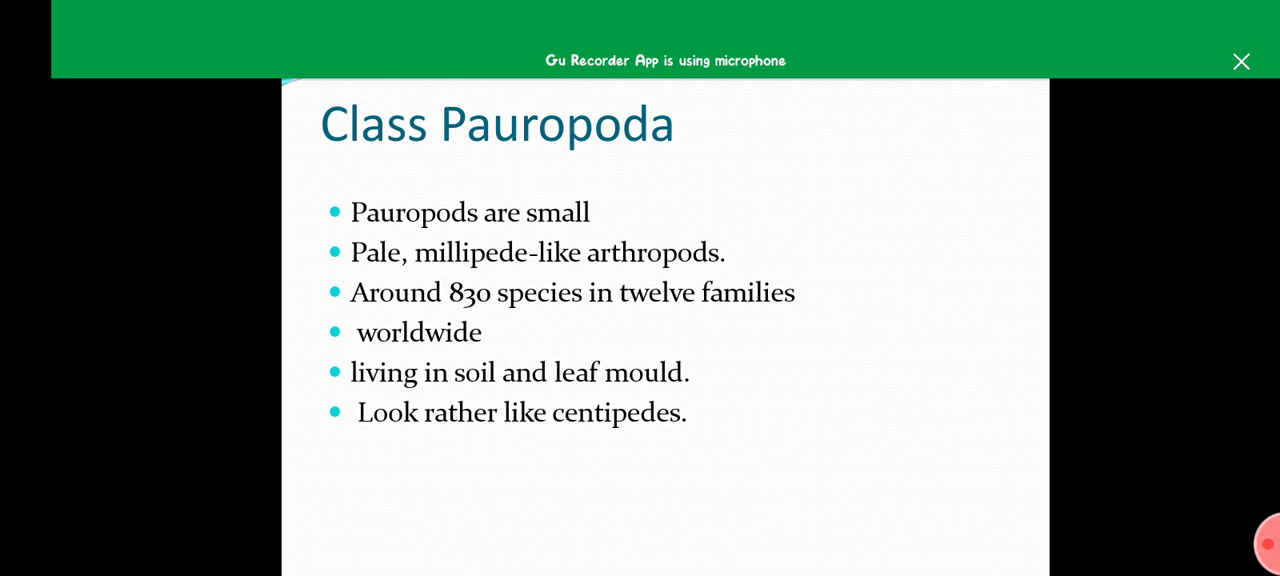 Gu Recorder App is using microphone
Class Pauropoda
Pauropods are small
Pale, millipede-like arthropods.
Around 830 species in twelve families
worldwide
living in soil and leaf mould.
Look rather like centipedes.